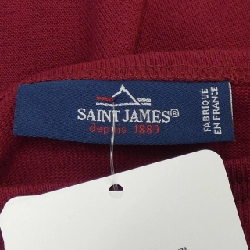 SAINT JAMES®
depuis 1889
FABRIQUÉ
EN FRANCE